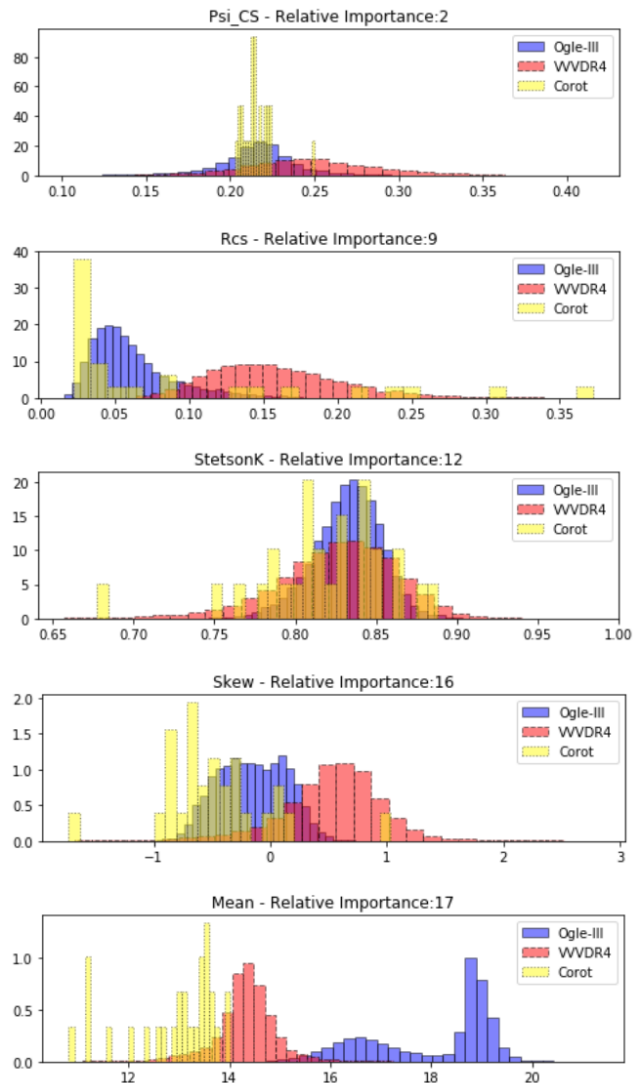 Psi_CS - Relative Importance:2
Ogle-III
VVVDR4
Corot
80
60
40
20
0
0.10 0.15 0.20 0.25 0.30 0.35 0.40
Rcs - Relative Importance:9
Ogle-III
VVVDR4
Corot
40
30
20
10
0
0.00 0.05 0.10 0.15 0.20 0.25 0.30 0.35
StetsonK - Relative Importance:12
Ogle-III
VVVDR4
Corot
20
15
10
5
0
0.65 0.70 0.75 0.80 0.85 0.90 0.95 1.00
Skew - Relative Importance:16
Ogle-III
VVVDR4
Corot
2.0
1.5
1.0
0.5
0.0
−1 0 1 2 3
Mean - Relative Importance:17
Ogle-III
VVVDR4
Corot
1.0
0.5
0.0
12 14 16 18 20